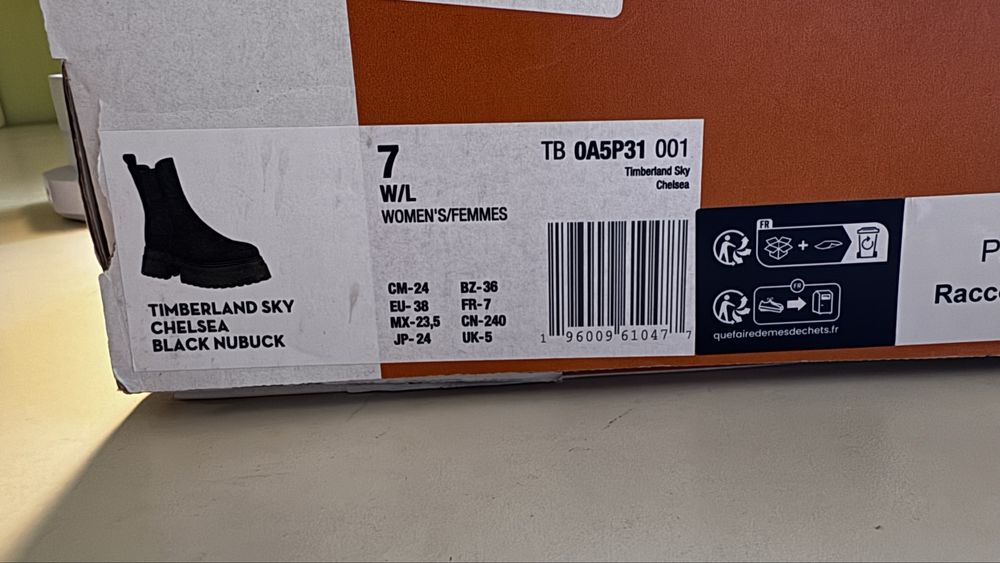 7
W/L
WOMEN'S/FEMMES
TB 0A5P31 001
Timberland Sky
Chelsea
CM-24 BZ-36
EU-38 FR-7
MX-23,5 CN-240
JP-24 UK-5
1 96009 61047 7
TIMBERLAND SKY
CHELSEA
BLACK NUBUCK
FR
FR
quefairedemesdechets.fr
P
Racco